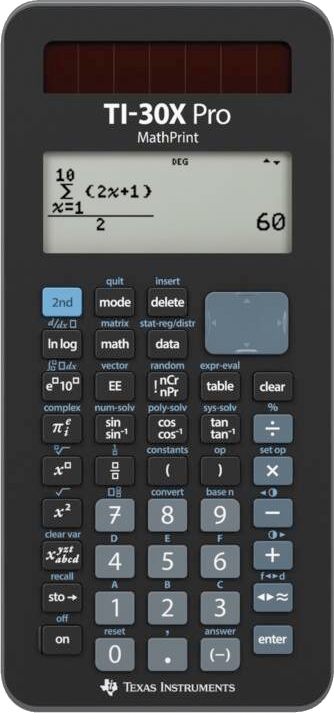 TI-30X Pro
MathPrint
DEG
10
∑ (2x+1)
x=1
2
60
quit insert
2nd mode delete
d/dx□ matrix stat-reg/distr
ln log math data
∫□dx vector random expr-eval
e□10□ EE ! nCr nPr table clear
complex num-solv poly-solv sys-solv %
π e i sin sin⁻¹ cos cos⁻¹ tan tan⁻¹ ÷
□√ constants op set op
x□ □/□ ( ) ×
√ □□/□ convert base n ◄◑
x² 7 8 9 −
clear var D E F ◑►
x yzt abcd 4 5 6 +
recall A B C f◄►d
sto→ 1 2 3 ◄►≈
off reset , answer
on 0 . (−) enter
TEXAS INSTRUMENTS